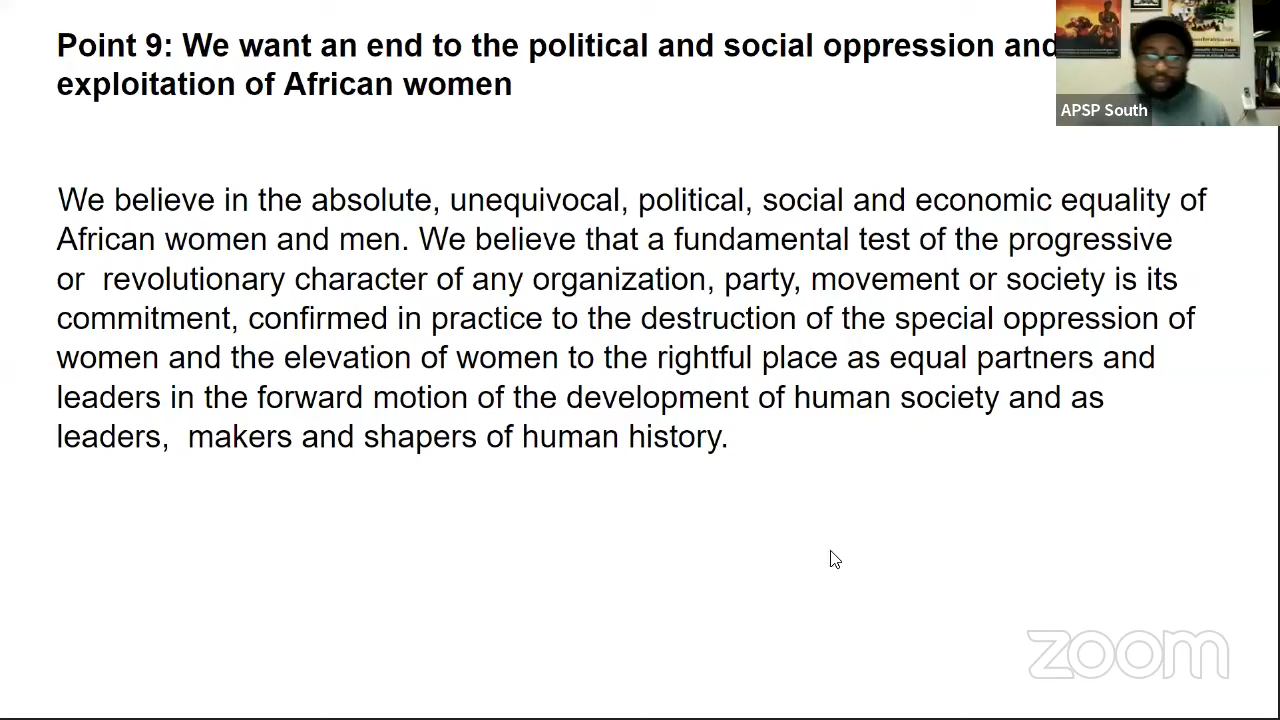 Point 9: We want an end to the political and social oppression and
exploitation of African women
APSP South
We believe in the absolute, unequivocal, political, social and economic equality of
African women and men. We believe that a fundamental test of the progressive
or  revolutionary character of any organization, party, movement or society is its
commitment, confirmed in practice to the destruction of the special oppression of
women and the elevation of women to the rightful place as equal partners and
leaders in the forward motion of the development of human society and as
leaders,  makers and shapers of human history.
zoom